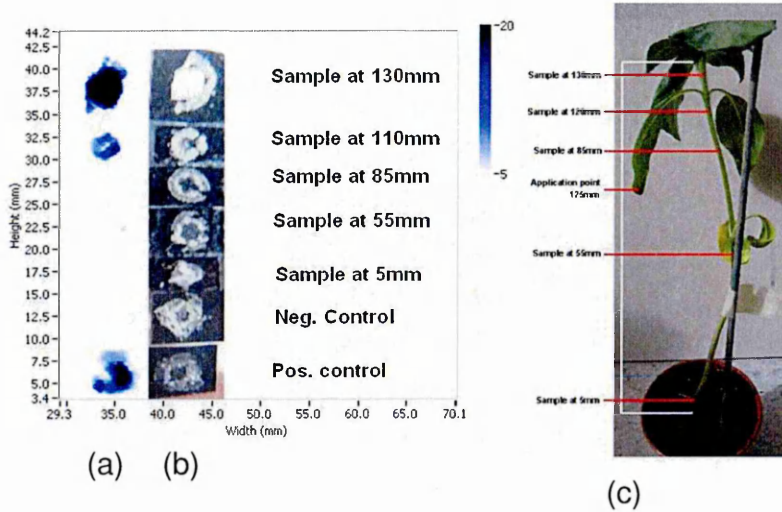 44.2
42.5
40.0
37.5
35.0
32.5
30.0
27.5
25.0
22.5
20.0
17.5
15.0
12.5
10.0
7.5
5.0
3.4
Height (mm)
29.3 35.0 40.0 45.0 50.0 55.0 60.0 65.0 70.1
Width (mm)
Sample at 130mm
Sample at 110mm
Sample at 85mm
Sample at 55mm
Sample at 5mm
Neg. Control
Pos. control
-20
-5
(a) (b)
Sample at 130mm
Sample at 120mm
Sample at 85mm
Application point
125mm
Sample at 55mm
Sample at 5mm
(c)